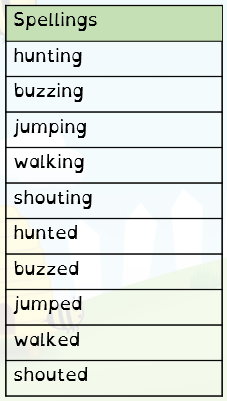 Spellings
hunting
buzzing
jumping
walking
shouting
hunted
buzzed
jumped
walked
shouted